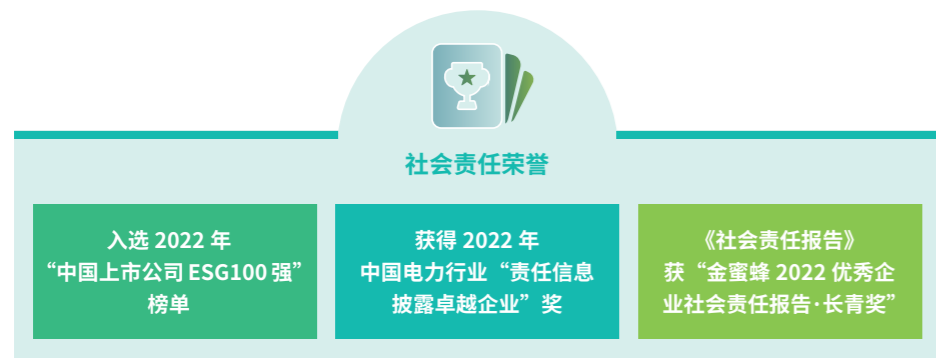 社会责任荣誉
入选 2022 年
“中国上市公司 ESG100 强”
榜单
获得 2022 年
中国电力行业“责任信息
披露卓越企业”奖
《社会责任报告》
获“金蜜蜂 2022 优秀企
业社会责任报告·长青奖”